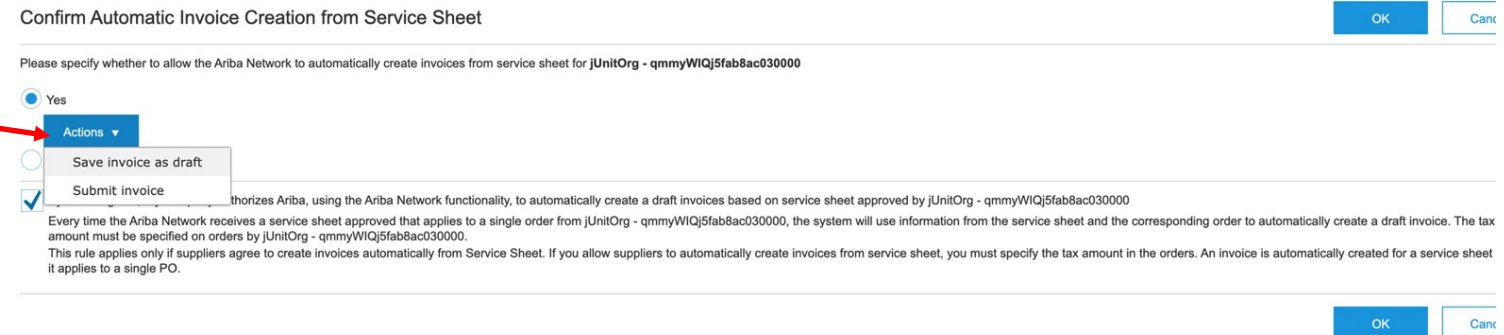 Confirm Automatic Invoice Creation from Service Sheet
OK
Please specify whether to allow the Ariba Network to automatically create invoices from service sheet for jUnitOrg - qmmyWIQj5fab8ac030000
Yes
Actions ▼
Save invoice as draft
Submit invoice
Ariba, using the Ariba Network functionality, to automatically create a draft invoices based on service sheet approved by jUnitOrg - qmmyWIQj5fab8ac030000
Every time the Ariba Network receives a service sheet approved that applies to a single order from jUnitOrg - qmmyWIQj5fab8ac030000, the system will use information from the service sheet and the corresponding order to automatically create a draft invoice. The tax
amount must be specified on orders by jUnitOrg - qmmyWIQj5fab8ac030000.
This rule applies only if suppliers agree to create invoices automatically from Service Sheet. If you allow suppliers to automatically create invoices from service sheet, you must specify the tax amount in the orders. An invoice is automatically created for a service sheet
it applies to a single PO.
OK